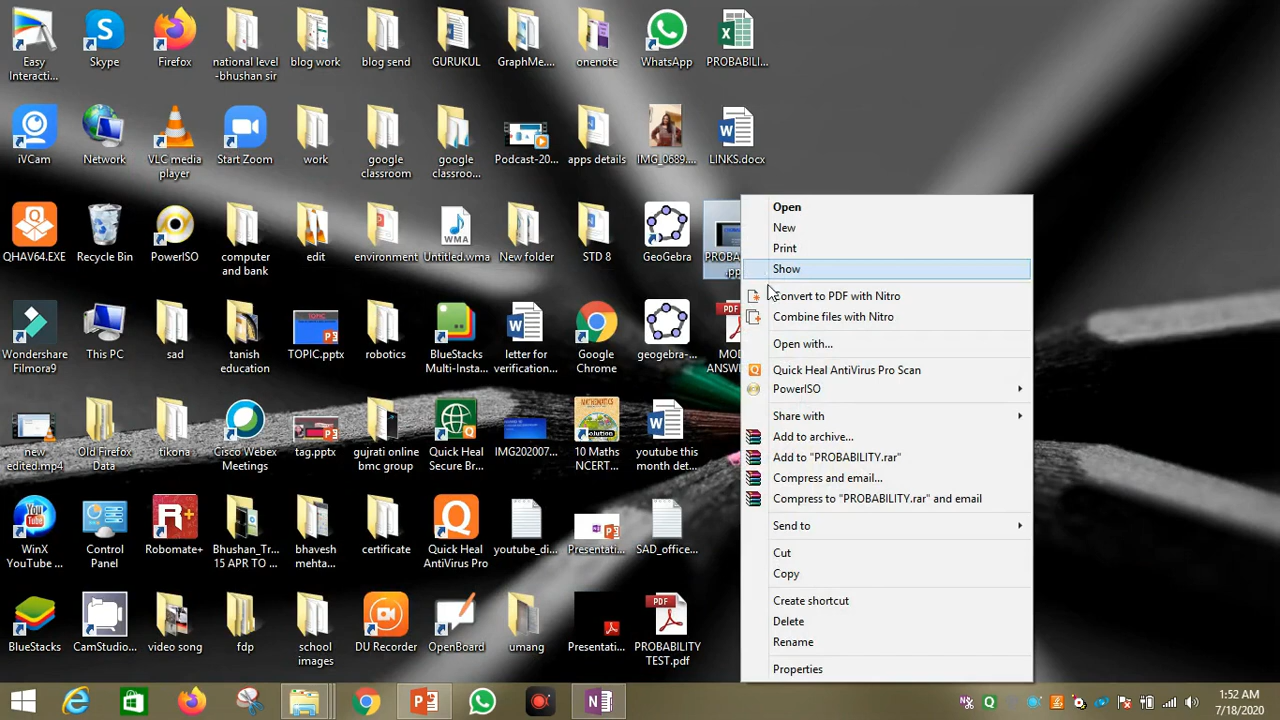 Easy
Interacti...
Skype
Firefox
national level
-bhushan sir
blog work
blog send
GURUKUL
GraphMe....
onenote
WhatsApp
PROBABILI...
iVCam
Network
VLC media
player
Start Zoom
work
google
classroom
google
classroo...
Podcast-20...
apps details
IMG_0689....
LINKS.docx
QHAV64.EXE
Recycle Bin
PowerISO
computer
and bank
edit
environment
Untitled.wma
New folder
STD 8
GeoGebra
PROBA
.pp
Wondershare
Filmora9
This PC
sad
tanish
education
TOPIC.pptx
robotics
BlueStacks
Multi-Insta...
letter for
verification...
Google
Chrome
geogebra-...
MOD
ANSWE
new
edited.mp4
Old Firefox
Data
tikona
Cisco Webex
Meetings
tag.pptx
gujrati online
bmc group
Quick Heal
Secure Br...
IMG202007...
10 Maths
NCERT...
youtube this
month det...
WinX
YouTube ...
Control
Panel
Robomate+
Bhushan_Tr...
15 APR TO ...
bhavesh
mehta...
certificate
Quick Heal
AntiVirus Pro
youtube_di...
Presentati...
SAD_office...
BlueStacks
CamStudio...
video song
fdp
school
images
DU Recorder
OpenBoard
umang
Presentati...
PROBABILITY
TEST.pdf
Open
New
Print
Show
Convert to PDF with Nitro
Combine files with Nitro
Open with...
Quick Heal AntiVirus Pro Scan
PowerISO
Share with
Add to archive...
Add to "PROBABILITY.rar"
Compress and email...
Compress to "PROBABILITY.rar" and email
Send to
Cut
Copy
Create shortcut
Delete
Rename
Properties
1:52 AM
7/18/2020